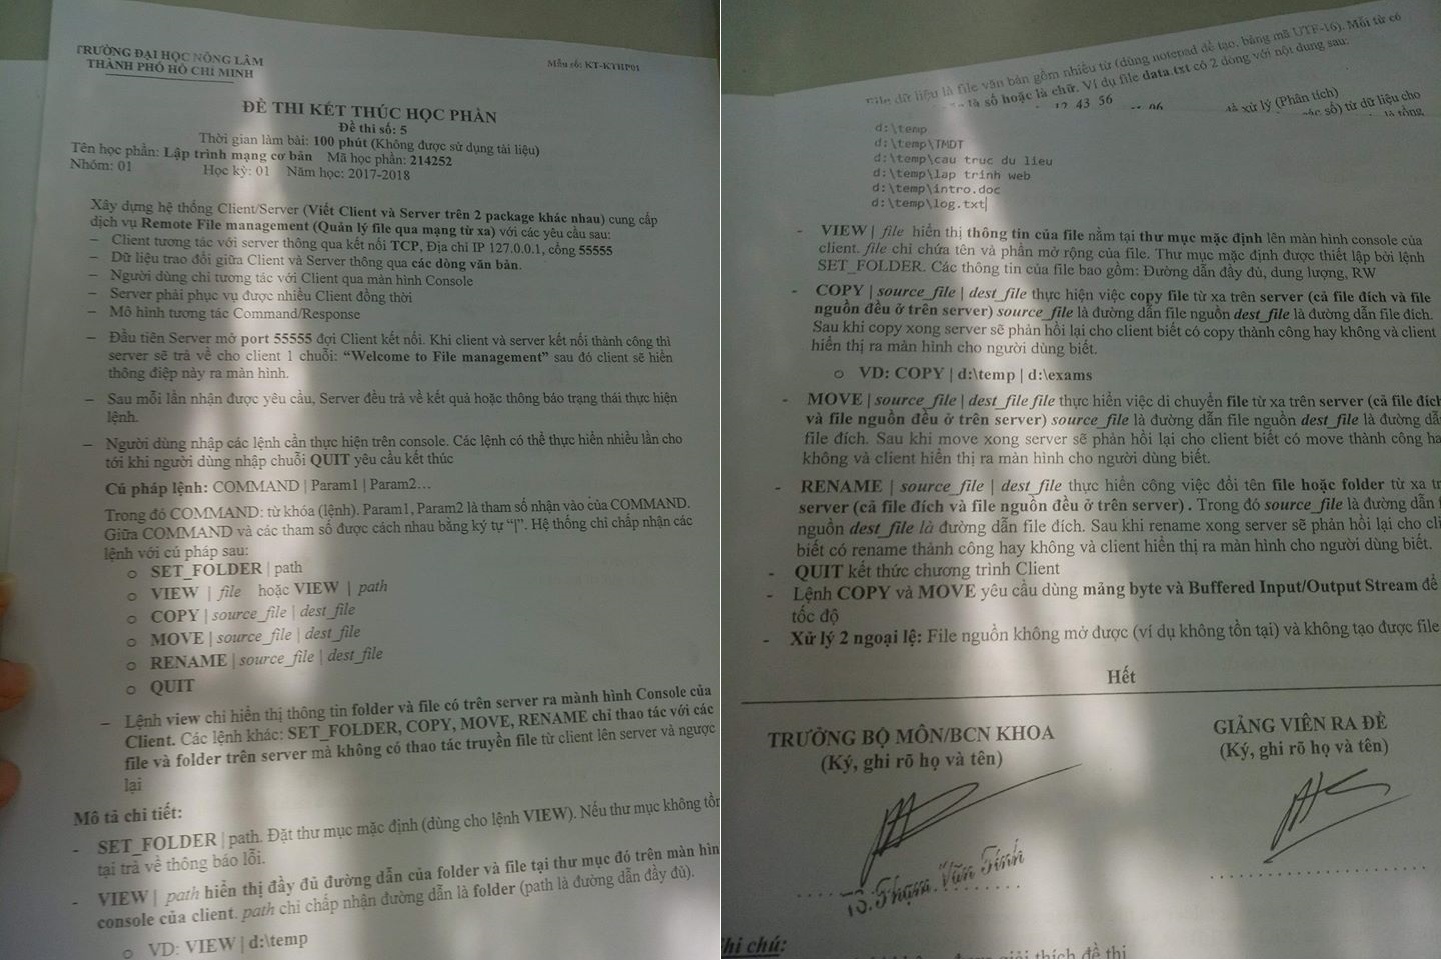 TRƯỜNG ĐẠI HỌC NÔNG LÂM
THÀNH PHỐ HỒ CHÍ MINH
Mẫu số: KT-KTHP01
ĐỀ THI KẾT THÚC HỌC PHẦN
Đề thi số: 5
Thời gian làm bài: 100 phút (Không được sử dụng tài liệu)
Tên học phần: Lập trình mạng cơ bản Mã học phần: 214252
Nhóm: 01 Học kỳ: 01 Năm học: 2017-2018
Xây dựng hệ thống Client/Server (Viết Client và Server trên 2 package khác nhau) cung cấp
dịch vụ Remote File management (Quản lý file qua mạng từ xa) với các yêu cầu sau:
– Client tương tác với server thông qua kết nối TCP, Địa chỉ IP 127.0.0.1, cổng 55555
– Dữ liệu trao đổi giữa Client và Server thông qua các dòng văn bản.
– Người dùng chỉ tương tác với Client qua màn hình Console
– Server phải phục vụ được nhiều Client đồng thời
– Mô hình tương tác Command/Response
– Đầu tiên Server mở port 55555 đợi Client kết nối. Khi client và server kết nối thành công thì
server sẽ trả về cho client 1 chuỗi: “Welcome to File management” sau đó client sẽ hiển
thông điệp này ra màn hình.
– Sau mỗi lần nhận được yêu cầu, Server đều trả về kết quả hoặc thông báo trạng thái thực hiện
lệnh.
– Người dùng nhập các lệnh cần thực hiện trên console. Các lệnh có thể thực hiện nhiều lần cho
tới khi người dùng nhập chuỗi QUIT yêu cầu kết thúc
Cú pháp lệnh: COMMAND | Param1 | Param2…
Trong đó COMMAND: từ khóa (lệnh). Param1, Param2 là tham số nhận vào của COMMAND.
Giữa COMMAND và các tham số được cách nhau bằng ký tự “|”. Hệ thống chỉ chấp nhận các
lệnh với cú pháp sau:
o SET_FOLDER | path
o VIEW | file hoặc VIEW | path
o COPY | source_file | dest_file
o MOVE | source_file | dest_file
o RENAME | source_file | dest_file
o QUIT
– Lệnh view chỉ hiển thị thông tin folder và file có trên server ra mành hình Console của
Client. Các lệnh khác: SET_FOLDER, COPY, MOVE, RENAME chỉ thao tác với các
file và folder trên server mà không có thao tác truyền file từ client lên server và ngược
lại
Mô tả chi tiết:
- SET_FOLDER | path. Đặt thư mục mặc định (dùng cho lệnh VIEW). Nếu thư mục không tồn
tại trả về thông báo lỗi.
- VIEW | path hiển thị đầy đủ đường dẫn của folder và file tại thư mục đó trên màn hìn
console của client. path chỉ chấp nhận đường dẫn là folder (path là đường dẫn đầy đủ).
o VD: VIEW | d:\temp
File dữ liệu là file văn bản gồm nhiều từ (dùng notepad để tạo, bảng mã UTF-16). Mỗi từ có
là số hoặc là chữ. Ví dụ file data.txt có 2 dòng với nội dung sau:
12 43 56
xử lý (Phân tích)
số) từ dữ liệu cho
d:\temp
d:\temp\TMDT
d:\temp\cau truc du lieu
d:\temp\lap trinh web
d:\temp\intro.doc
d:\temp\log.txt
- VIEW | file hiển thị thông tin của file nằm tại thư mục mặc định lên màn hình console của
client. file chỉ chứa tên và phần mở rộng của file. Thư mục mặc định được thiết lập bởi lệnh
SET_FOLDER. Các thông tin của file bao gồm: Đường dẫn đầy đủ, dung lượng, RW
- COPY | source_file | dest_file thực hiện việc copy file từ xa trên server (cả file đích và file
nguồn đều ở trên server) source_file là đường dẫn file nguồn dest_file là đường dẫn file đích.
Sau khi copy xong server sẽ phản hồi lại cho client biết có copy thành công hay không và client
hiển thị ra màn hình cho người dùng biết.
o VD: COPY | d:\temp | d:\exams
- MOVE | source_file | dest_file file thực hiện việc di chuyển file từ xa trên server (cả file đích
và file nguồn đều ở trên server) source_file là đường dẫn file nguồn dest_file là đường dẫ
file đích. Sau khi move xong server sẽ phản hồi lại cho client biết có move thành công ha
không và client hiển thị ra màn hình cho người dùng biết.
- RENAME | source_file | dest_file thực hiện công việc đổi tên file hoặc folder từ xa tr
server (cả file đích và file nguồn đều ở trên server) . Trong đó source_file là đường dẫn
nguồn dest_file là đường dẫn file đích. Sau khi rename xong server sẽ phản hồi lại cho cli
biết có rename thành công hay không và client hiển thị ra màn hình cho người dùng biết.
- QUIT kết thúc chương trình Client
- Lệnh COPY và MOVE yêu cầu dùng mảng byte và Buffered Input/Output Stream để
tốc độ
- Xử lý 2 ngoại lệ: File nguồn không mở được (ví dụ không tồn tại) và không tạo được file
Hết
TRƯỞNG BỘ MÔN/BCN KHOA
(Ký, ghi rõ họ và tên)
GIẢNG VIÊN RA ĐỀ
(Ký, ghi rõ họ và tên)
TS. Phạm Văn Tính
hi chú:
giải thích đề thi